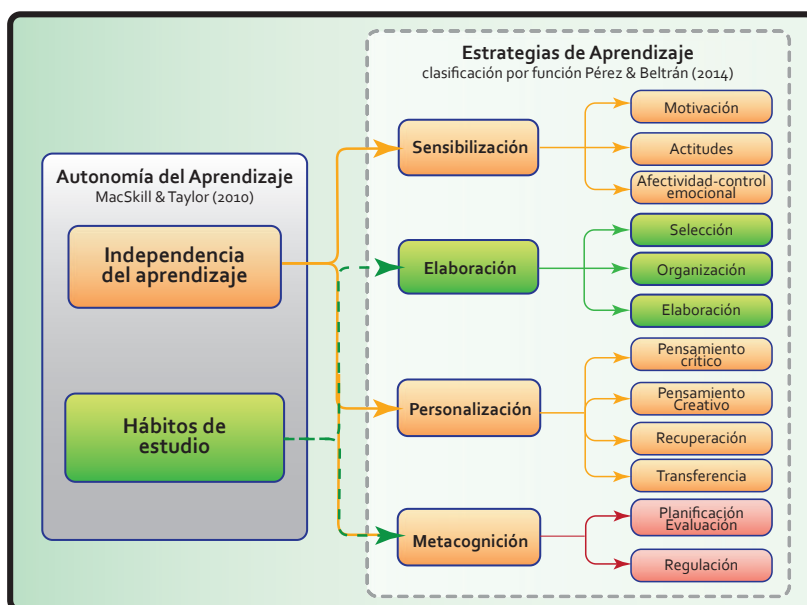 Estrategias de Aprendizaje
clasificación por función Pérez & Beltrán (2014)
Autonomía del Aprendizaje
MacSkill & Taylor (2010)
Independencia
del aprendizaje
Hábitos de
estudio
Sensibilización
Motivación
Actitudes
Afectividad-control
emocional
Elaboración
Selección
Organización
Elaboración
Personalización
Pensamiento
crítico
Pensamiento
Creativo
Recuperación
Transferencia
Metacognición
Planificación
Evaluación
Regulación